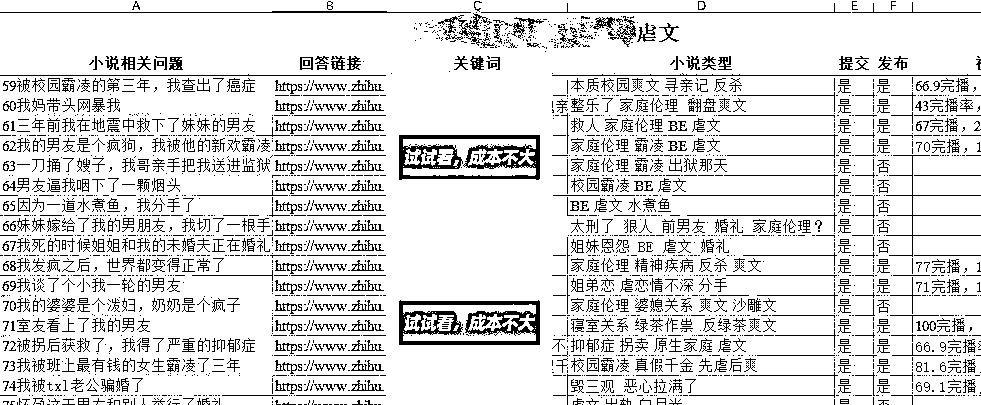 A B C D E F
虐文
小说相关问题 回答链接 关键词 小说类型 提交 发布
59被校园霸凌的第三年，我查出了癌症 https://www.zhihu. 本质校园爽文 寻亲记 反杀 是 是 66.9完播，1
60我妈带头网暴我 https://www.zhihu. 亲 整乐了 家庭伦理 翻盘爽文 是 是 43完播率，
61三年前我在地震中救下了妹妹的男友 https://www.zhihu. 救人 家庭伦理 BE 虐文 是 是 67完播，2
62我的男友是个疯狗，我被他的新欢霸凌 https://www.zhihu. 家庭伦理 霸凌 BE 虐文 是 是 70完播，1
试试看，成本不大
63一刀捅了嫂子，我哥亲手把我送进监狱 https://www.zhihu. 家庭伦理 霸凌 出狱那天 是 否
64男友逼我咽下了一颗烟头 https://www.zhihu. 校园霸凌 BE 虐文 是 否
65因为一道水煮鱼，我分手了 https://www.zhihu. BE 虐文 水煮鱼 是 否
66妹妹嫁给了我的男朋友，我切了一根手 https://www.zhihu. 太刑了 狠人 前男友 婚礼 家庭伦理？ 是 否
67我死的时候姐姐和我的未婚夫正在婚礼 https://www.zhihu. 姐妹恩怨 BE 虐文 婚礼 是 否
68我发疯之后，世界都变得正常了 https://www.zhihu. 家庭伦理 精神疾病 反杀 爽文 是 是 77完播，1
69我谈了个小我一轮的男友 https://www.zhihu. 姐弟恋 虐恋情不深 分手 是 是 71完播，1
70我的婆婆是个泼妇，奶奶是个疯子 https://www.zhihu. 家庭伦理 婆媳关系 爽文 沙雕文 是 否
71室友看上了我的男友 https://www.zhihu. 试试看，成本不大 寝室关系 绿茶作祟 反绿茶爽文 是 是 100完播，
72被拐后获救了，我得了严重的抑郁症 https://www.zhihu. 不 抑郁症 拐卖 原生家庭 虐文 是 是 66.9完播率
73我被班上最有钱的女生霸凌了三年 https://www.zhihu. 千 校园霸凌 真假千金 先虐后爽 是 是 81.6完播，
74我被txl老公骗婚了 https://www.zhihu. 毁三观 恶心拉满了 是 是 69.1完播，